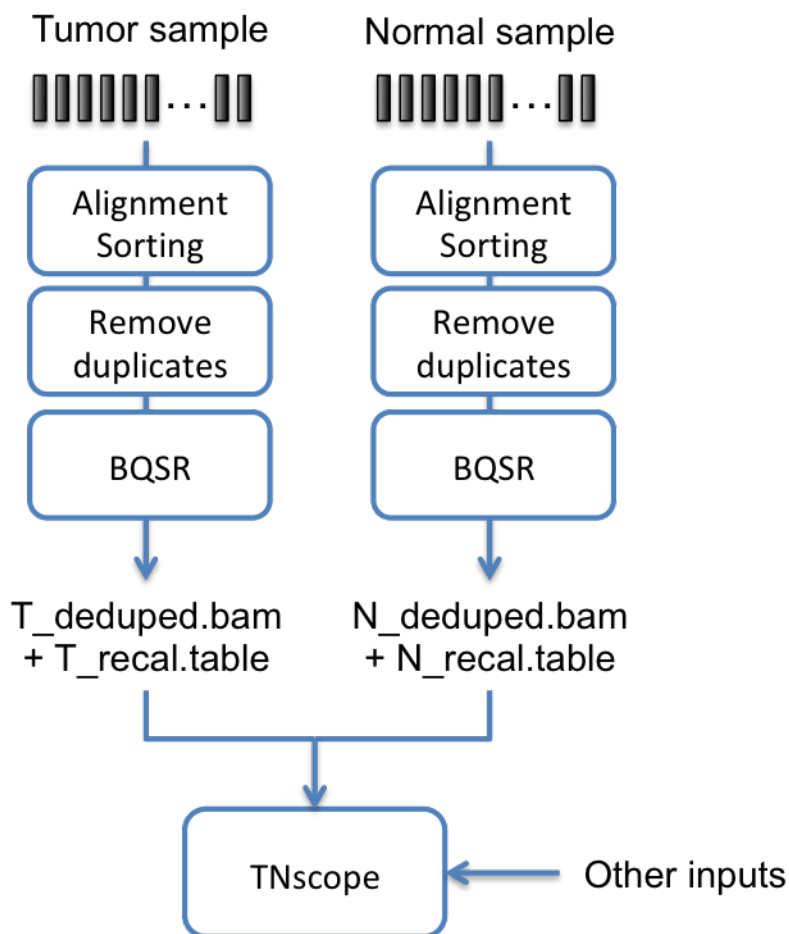 Tumor sample
Normal sample
...
...
Alignment
Sorting
Alignment
Sorting
Remove
duplicates
Remove
duplicates
BQSR
BQSR
T_deduped.bam
+ T_recal.table
N_deduped.bam
+ N_recal.table
TNscope
Other inputs